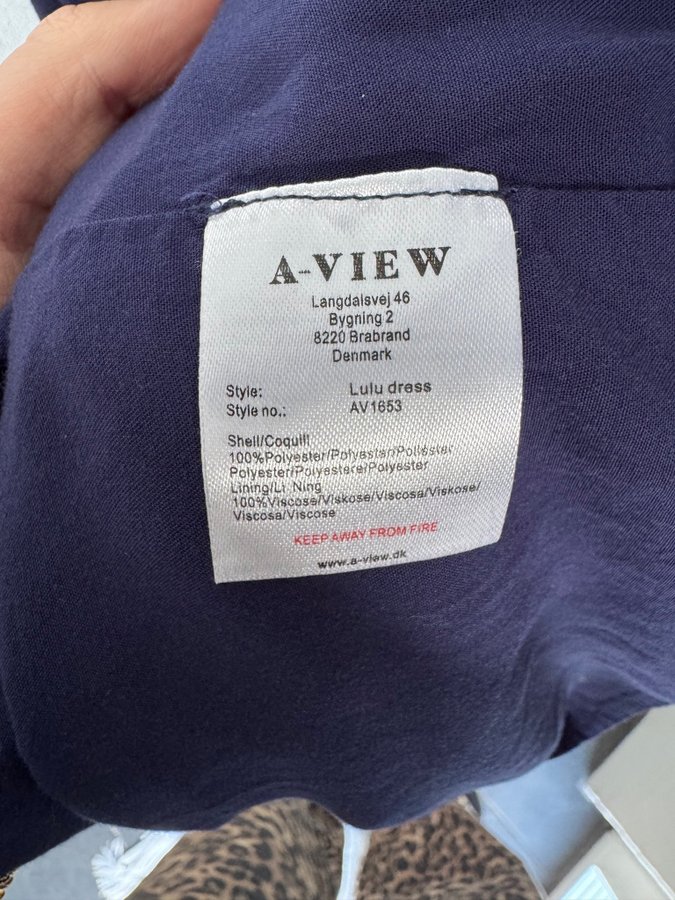 A-VIEW
Langdalsvej 46
Bygning 2
8220 Brabrand
Denmark
Style: Lulu dress
Style no.: AV1653
Shell/Coquill
100%Polyester/Polyester/Poliéster
Polyester/Polyestere/Polyester
Lining/Li Ning
100%Viscose/Viskose/Viscosa/Viskose/
Viscosa/Viscose
KEEP AWAY FROM FIRE
www.a-view.dk